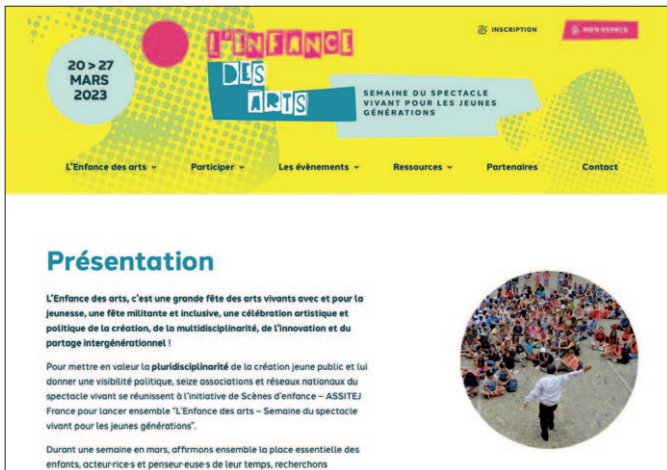 20 > 27
MARS
2023
L'ENFANCE
DES
ARTS
SEMAINE DU SPECTACLE
VIVANT POUR LES JEUNES
GÉNÉRATIONS
INSCRIPTION
MON ESPACE
L'Enfance des arts Participer Les évènements Ressources Partenaires Contact
Présentation
L'Enfance des arts, c'est une grande fête des arts vivants avec et pour la
jeunesse, une fête militante et inclusive, une célébration artistique et
politique de la création, de la multidisciplinarité, de l'innovation et du
partage intergénérationnel !
Pour mettre en valeur la pluridisciplinarité de la création jeune public et lui
donner une visibilité politique, seize associations et réseaux nationaux du
spectacle vivant se réunissent à l'initiative de Scènes d'enfance – ASSITEJ
France pour lancer ensemble "L'Enfance des arts – Semaine du spectacle
vivant pour les jeunes générations".
Durant une semaine en mars, affirmons ensemble la place essentielle des
enfants, acteur·rice·s et penseur·euse·s de leur temps, recherchons